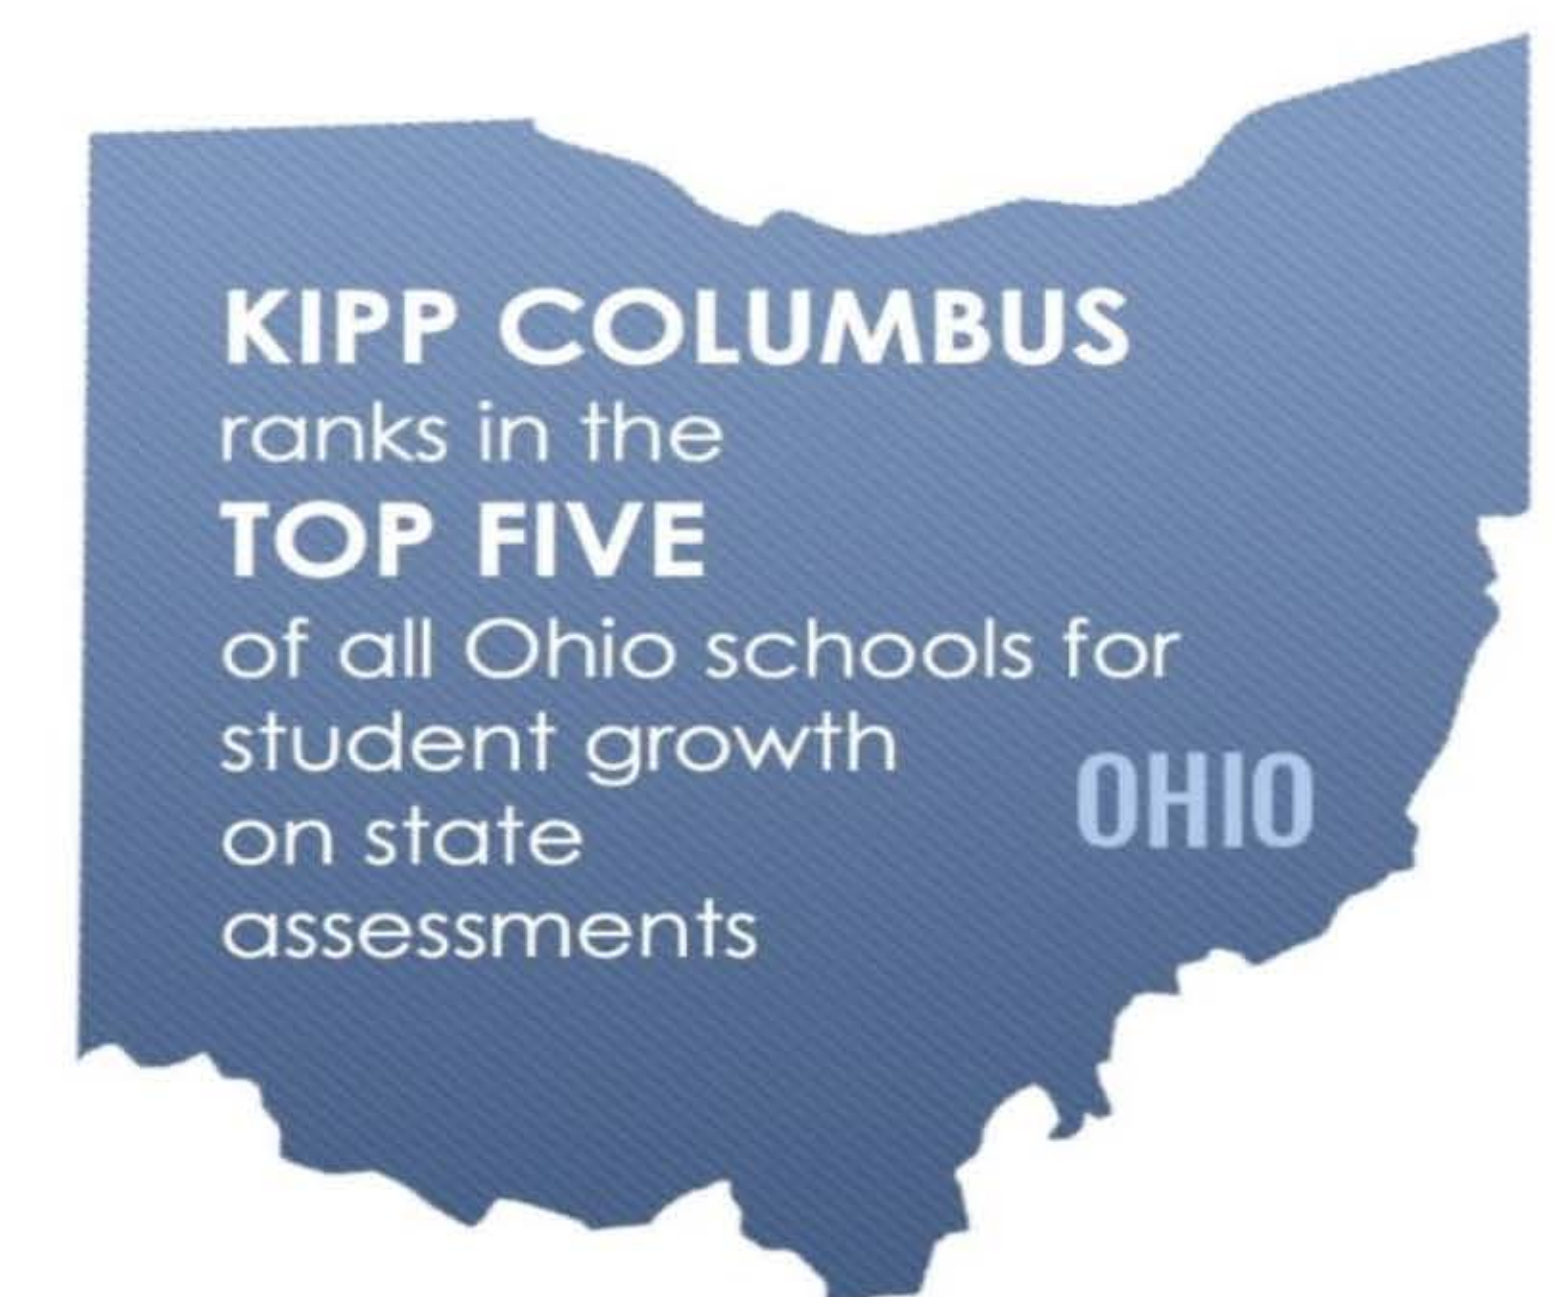 KIPP COLUMBUS
ranks in the
TOP FIVE
of all Ohio schools for
student growth
on state
assessments
OHIO